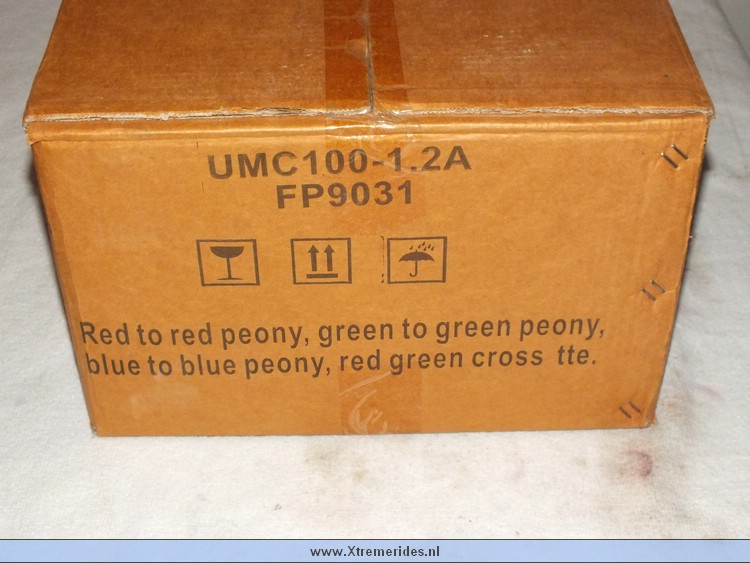 UMC100-1.2A
FP9031
Red to red peony, green to green peony,
blue to blue peony, red green cross tte.
www.Xtremerides.nl